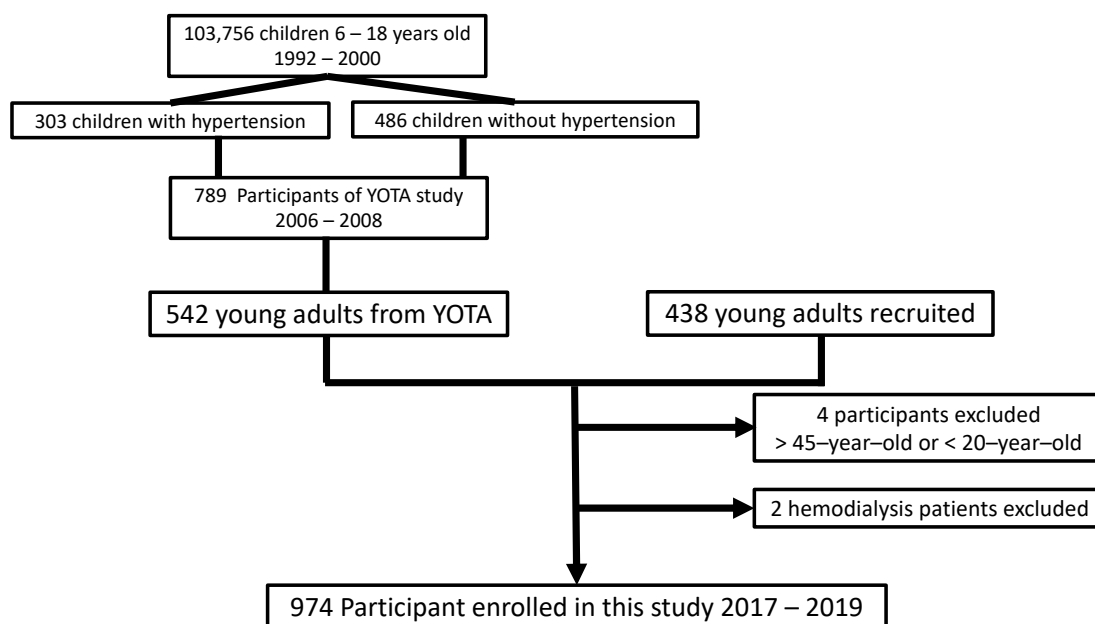 103,756 children 6 – 18 years old
1992 – 2000
303 children with hypertension
486 children without hypertension
789 Participants of YOTA study
2006 – 2008
542 young adults from YOTA
438 young adults recruited
4 participants excluded
> 45–year–old or < 20–year–old
2 hemodialysis patients excluded
974 Participant enrolled in this study 2017 – 2019